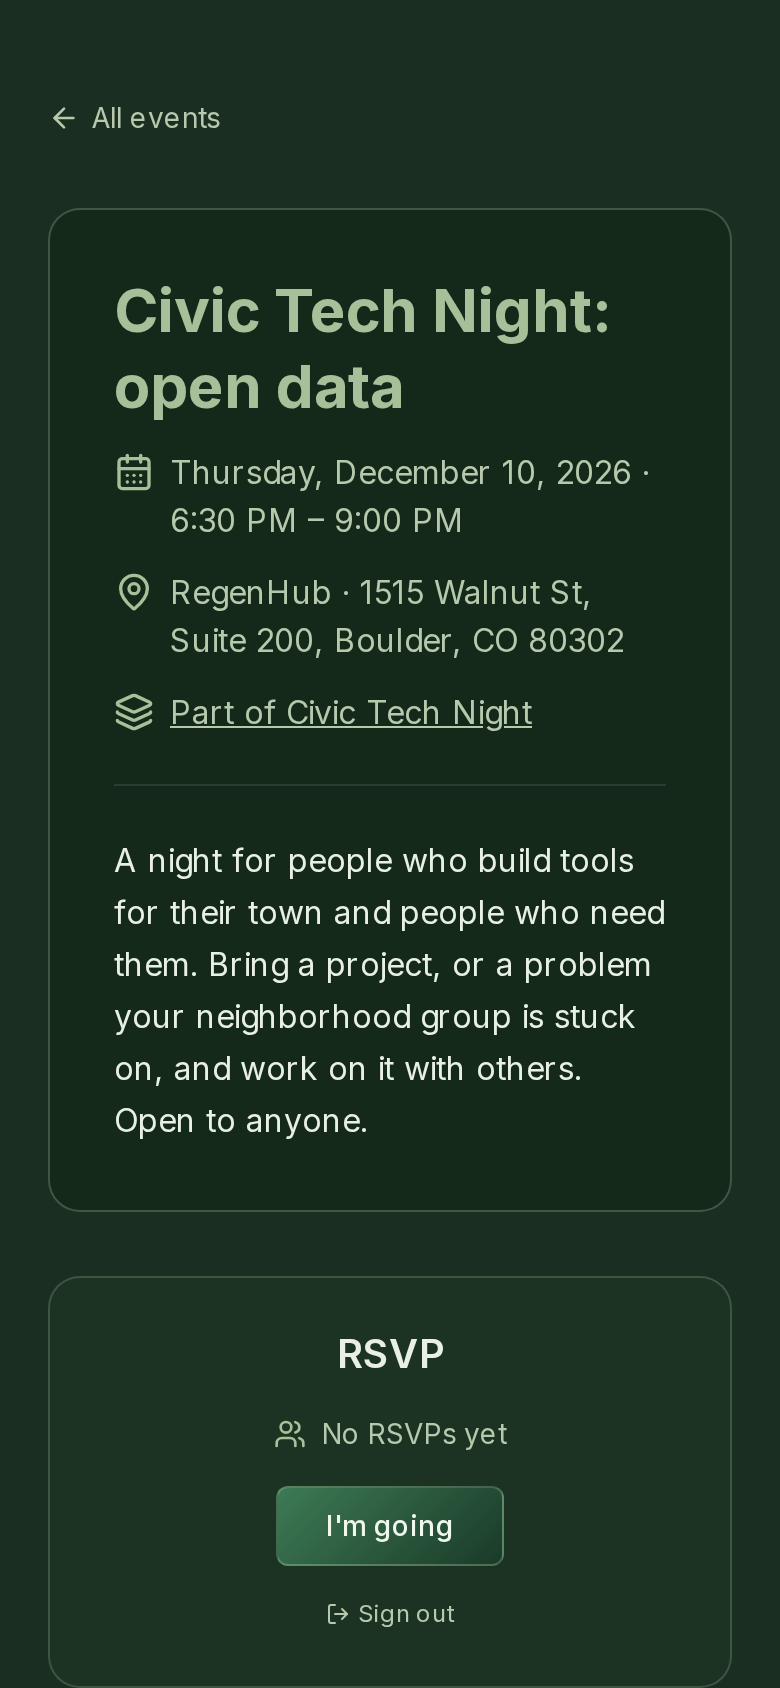 All events
Civic Tech Night:
open data
Thursday, December 10, 2026 ·
6:30 PM – 9:00 PM
RegenHub · 1515 Walnut St,
Suite 200, Boulder, CO 80302
Part of Civic Tech Night
A night for people who build tools
for their town and people who need
them. Bring a project, or a problem
your neighborhood group is stuck
on, and work on it with others.
Open to anyone.
RSVP
No RSVPs yet
I'm going
Sign out